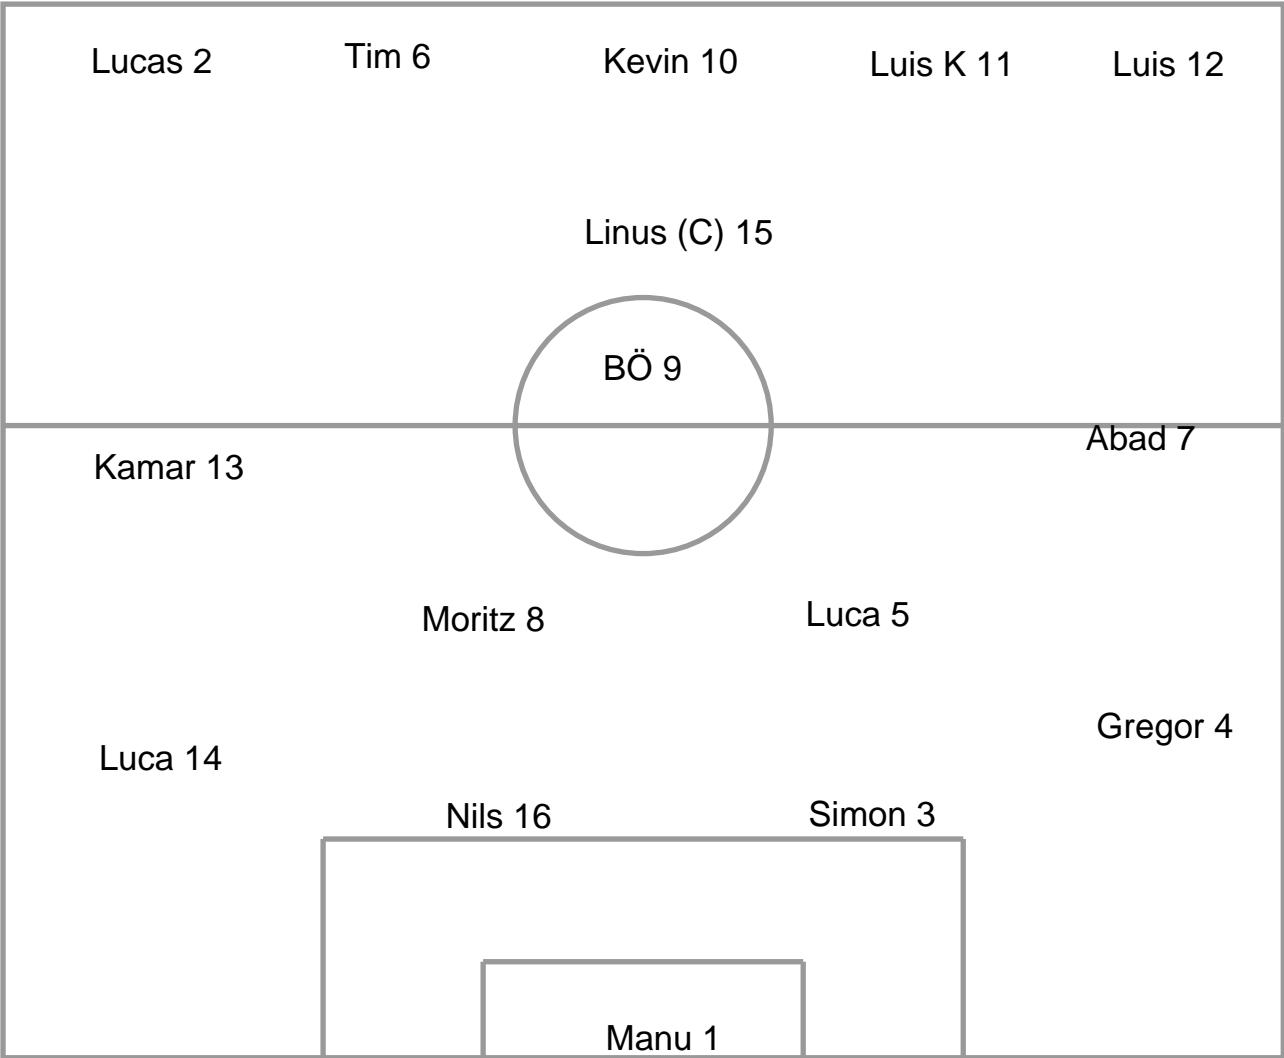 Lucas 2
Tim 6
Kevin 10
Luis K 11
Luis 12
Linus (C) 15
BÖ 9
Abad 7
Kamar 13
Moritz 8
Luca 5
Gregor 4
Luca 14
Nils 16
Simon 3
Manu 1